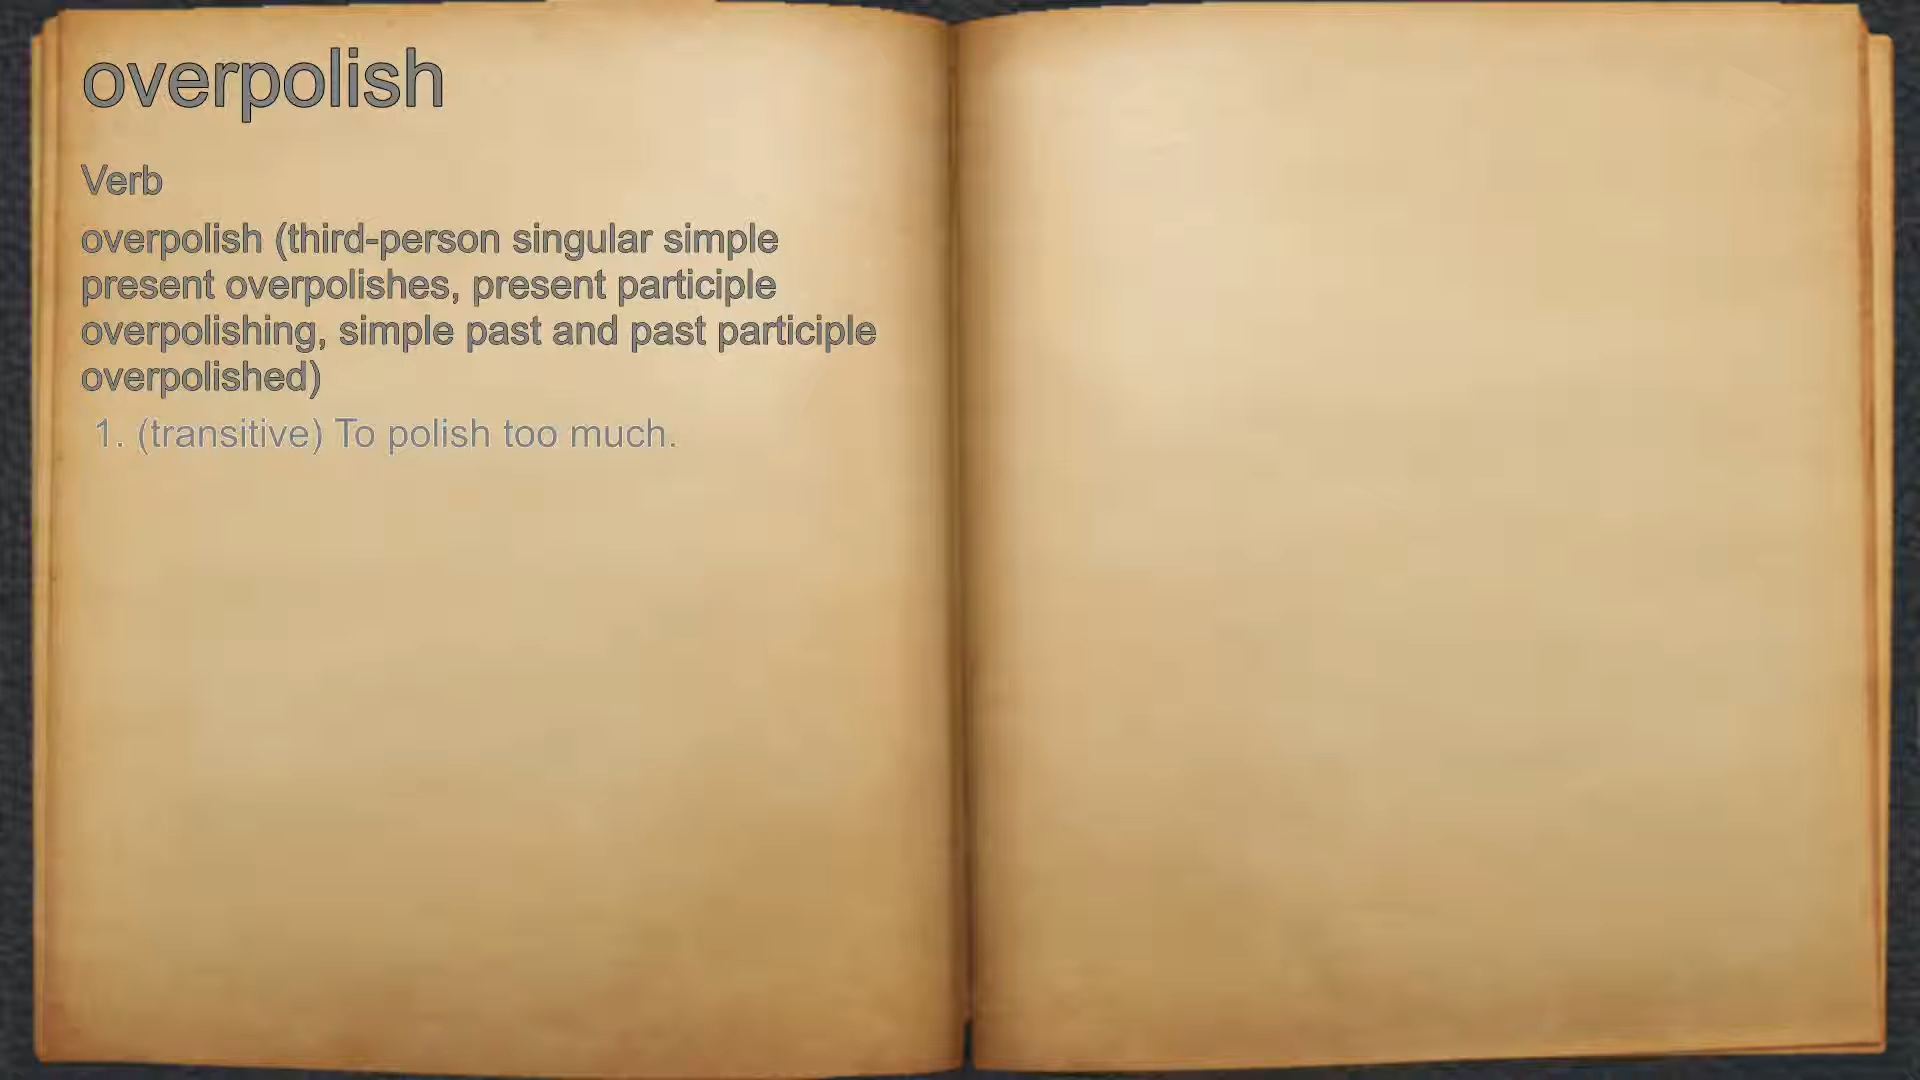 overpolish
Verb
overpolish (third-person singular simple
present overpolishes, present participle
overpolishing, simple past and past participle
overpolished)
1. (transitive) To polish too much.